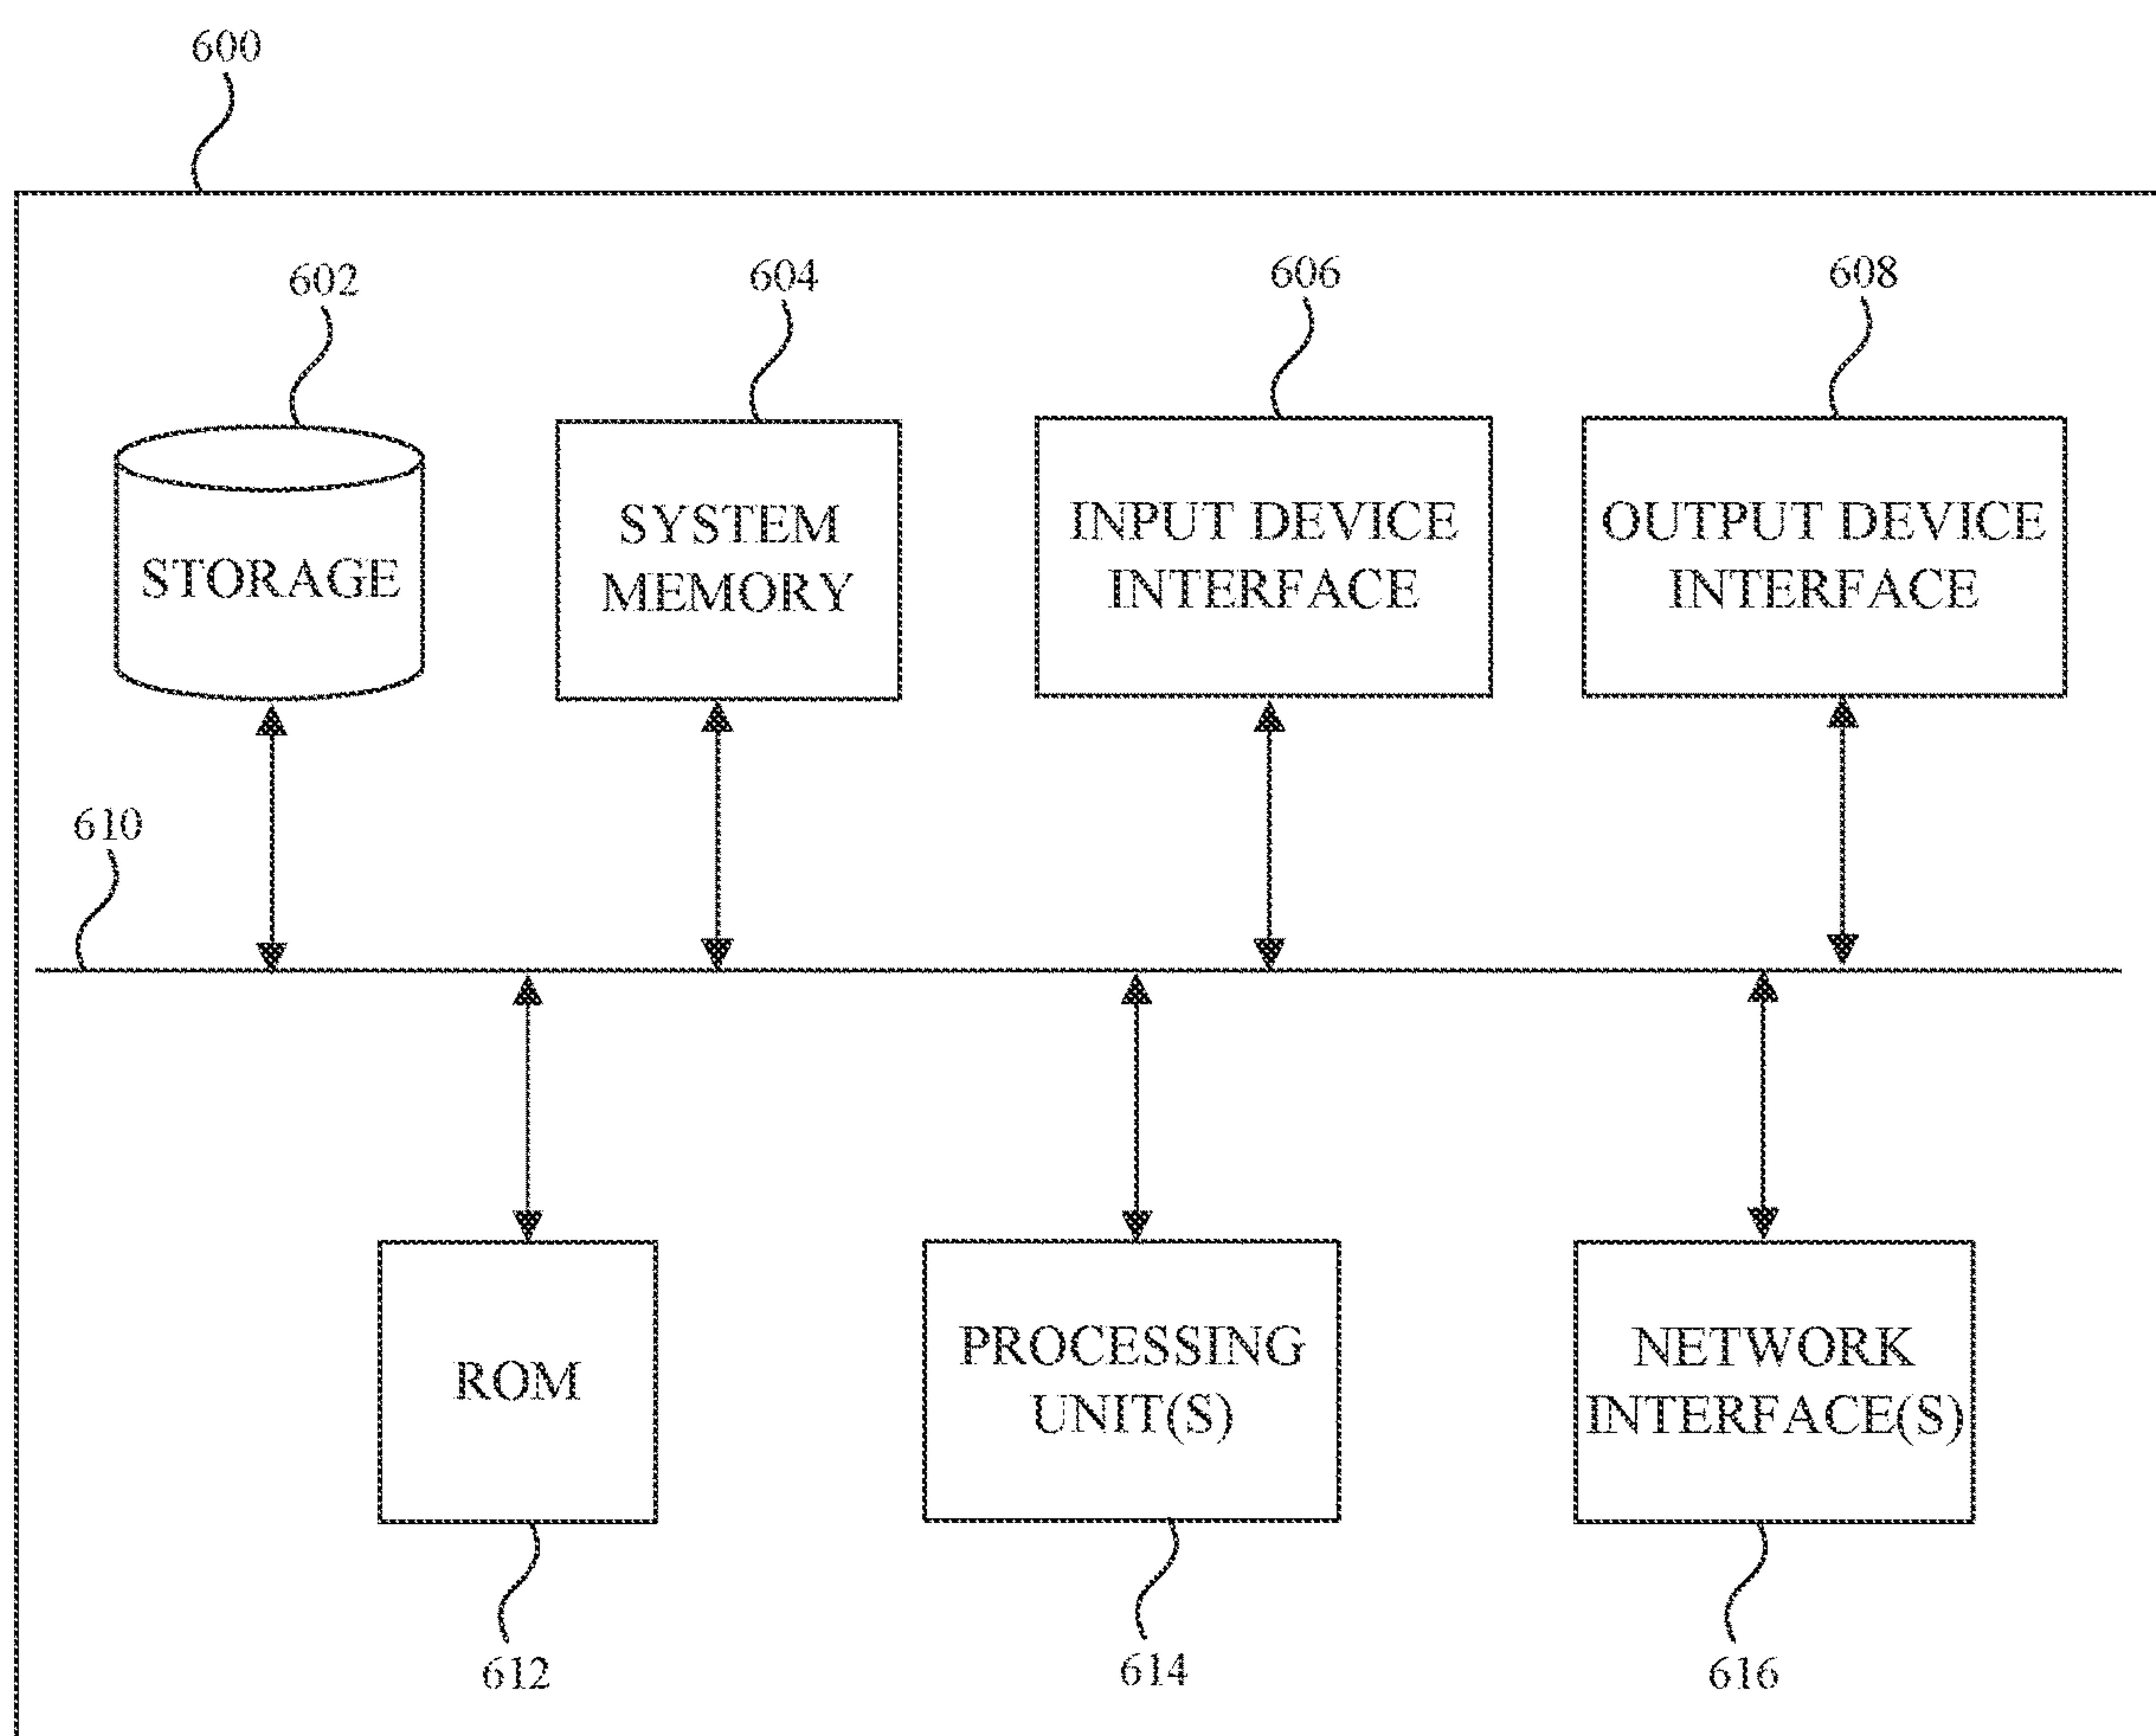 600
602
604
606
608
STORAGE
SYSTEM
MEMORY
INPUT DEVICE
INTERFACE
OUTPUT DEVICE
INTERFACE
610
ROM
PROCESSING
UNIT(S)
NETWORK
INTERFACE(S)
612
614
616